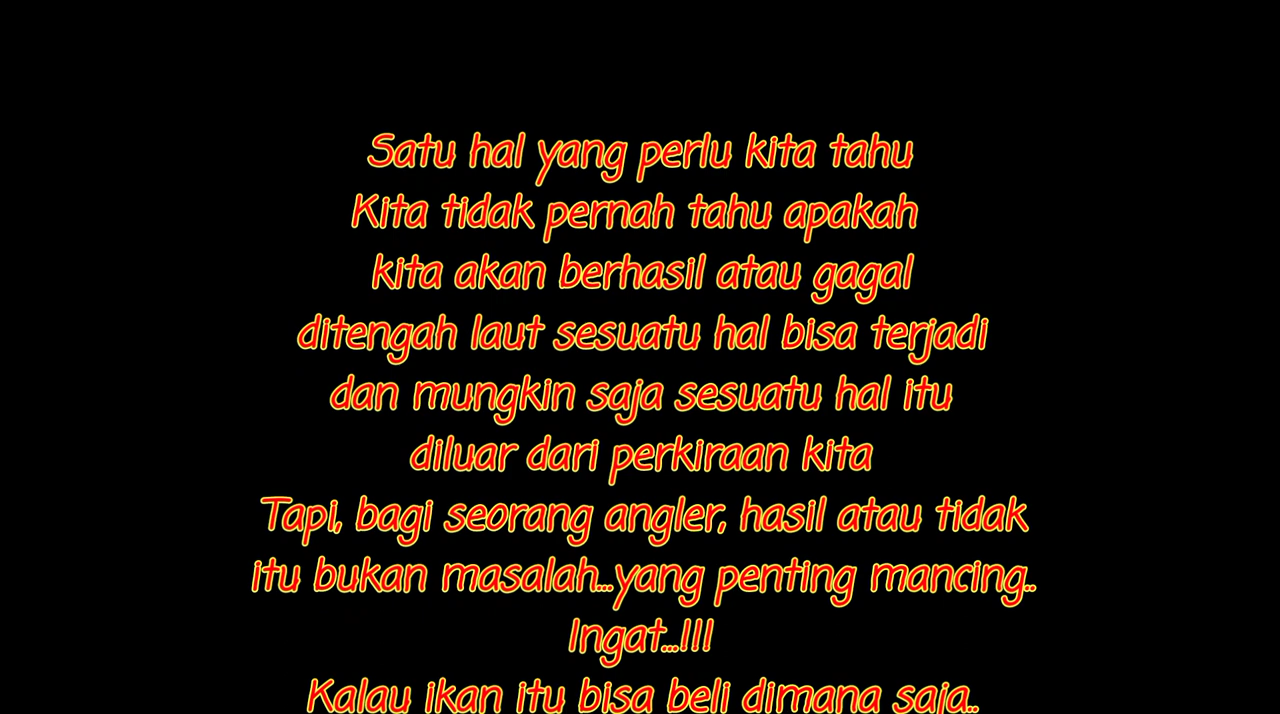 Satu hal yang perlu kita tahu
Kita tidak pernah tahu apakah
kita akan berhasil atau gagal
ditengah laut sesuatu hal bisa terjadi
dan mungkin saja sesuatu hal itu
diluar dari perkiraan kita
Tapi, bagi seorang angler, hasil atau tidak
itu bukan masalah...yang penting mancing..
Ingat...!!!
Kalau ikan itu bisa beli dimana saja..